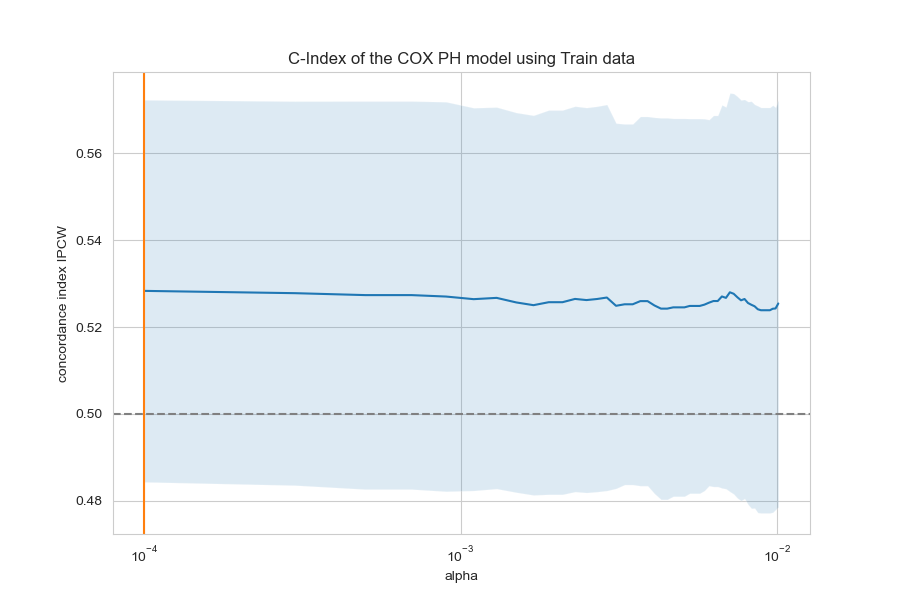 C-Index of the COX PH model using Train data
concordance index IPCW
0.56
0.54
0.52
0.50
0.48
10⁻⁴
10⁻³
10⁻²
alpha